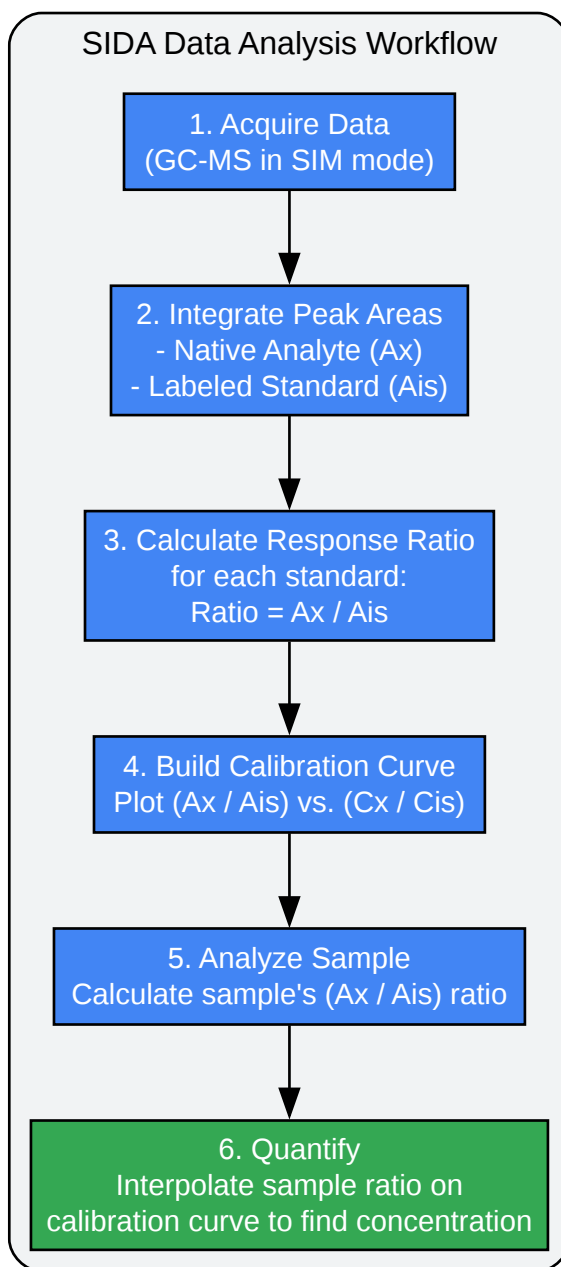 SIDA Data Analysis Workflow
1. Acquire Data
(GC-MS in SIM mode)
2. Integrate Peak Areas
- Native Analyte (Ax)
- Labeled Standard (Ais)
3. Calculate Response Ratio
for each standard:
Ratio = Ax / Ais
4. Build Calibration Curve
Plot (Ax / Ais) vs. (Cx / Cis)
5. Analyze Sample
Calculate sample's (Ax / Ais) ratio
6. Quantify
Interpolate sample ratio on
calibration curve to find concentration